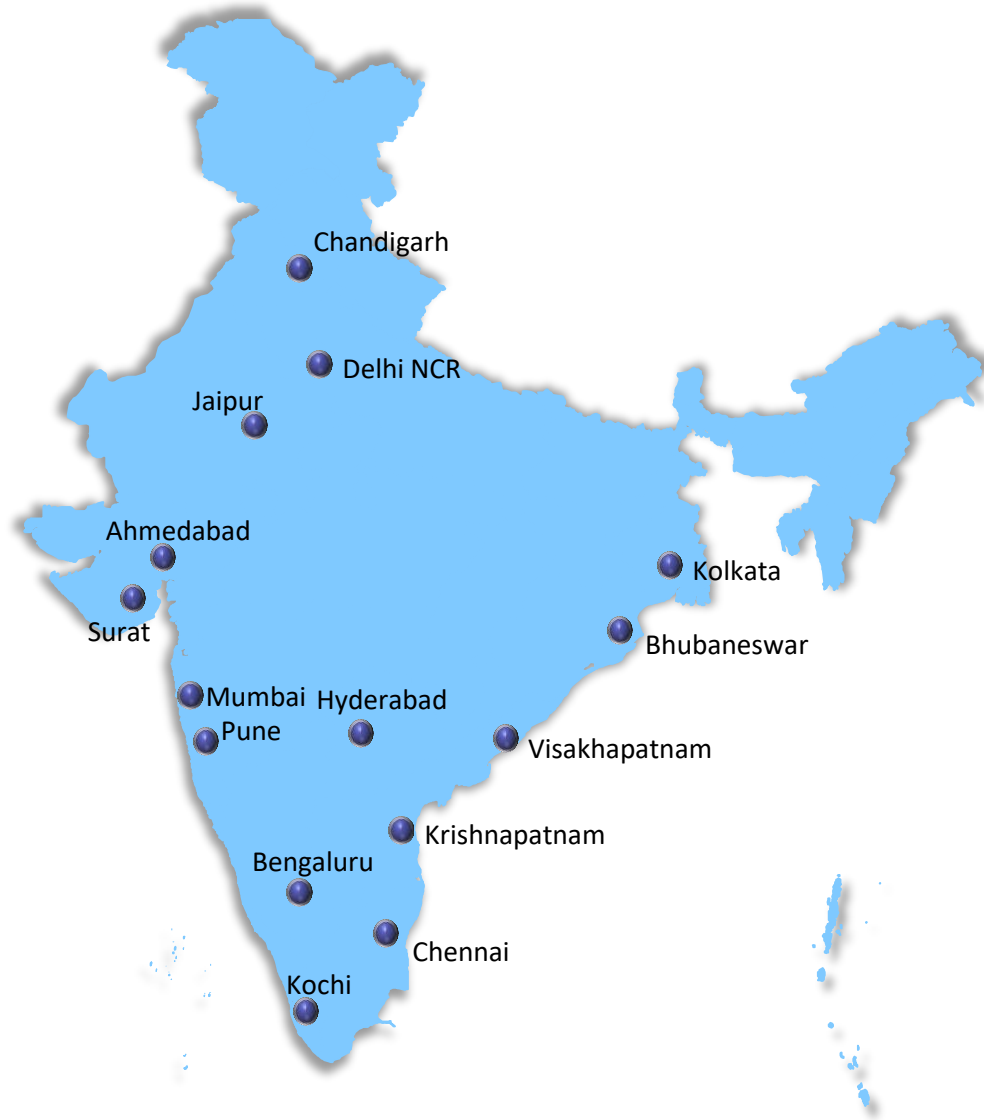 Chandigarh
Delhi NCR
Jaipur
Ahmedabad
Kolkata
Surat
Bhubaneswar
Mumbai
Hyderabad
Pune
Visakhapatnam
Krishnapatnam
Bengaluru
Chennai
Kochi